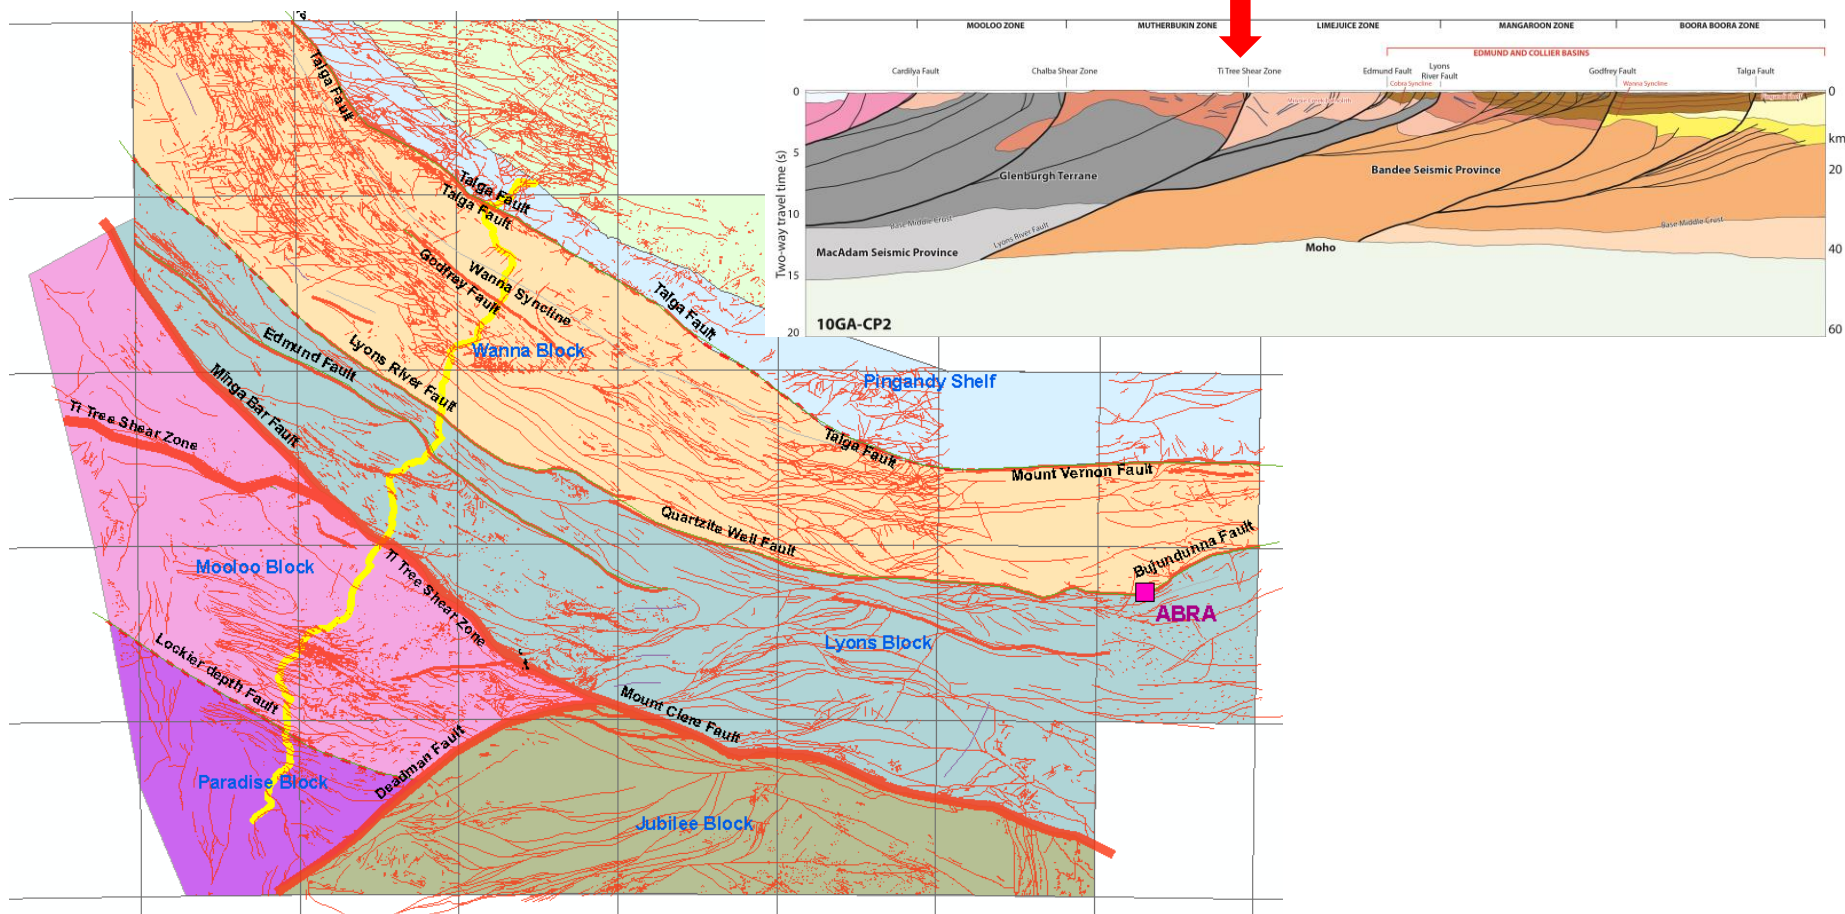 MOOLOO ZONE
MUTHERBUKIN ZONE
LIMEJUICE ZONE
MANGAROON ZONE
BOORA BOORA ZONE
EDMUND AND COLLIER BASINS
Cardilya Fault
Chalba Shear Zone
Ti Tree Shear Zone
Edmund Fault
Lyons
River Fault
Godfrey Fault
Talga Fault
Cobra Syncline
Wanna Syncline
0
0
5
10
15
20
km
20
40
60
Two-way travel time (s)
Glenburgh Terrane
Bandee Seismic Province
Base Middle Crust
Base Middle Crust
Lyons River Fault
MacAdam Seismic Province
Moho
10GA-CP2
Talga Fault
Talga Fault
Talga Fault
Godfrey Fault
Wanna Syncline
Talga Fault
Edmund Fault
Lyons River Fault
Wanna Block
Minga Bar Fault
Pingandy Shelf
Ti Tree Shear Zone
Talga Fault
Mount Vernon Fault
Quartzite Well Fault
Bujundunna Fault
Mooloo Block
Ti Tree Shear Zone
ABRA
Lyons Block
Lockier depth Fault
Mount Clere Fault
Deadman Fault
Paradise Block
Jubilee Block